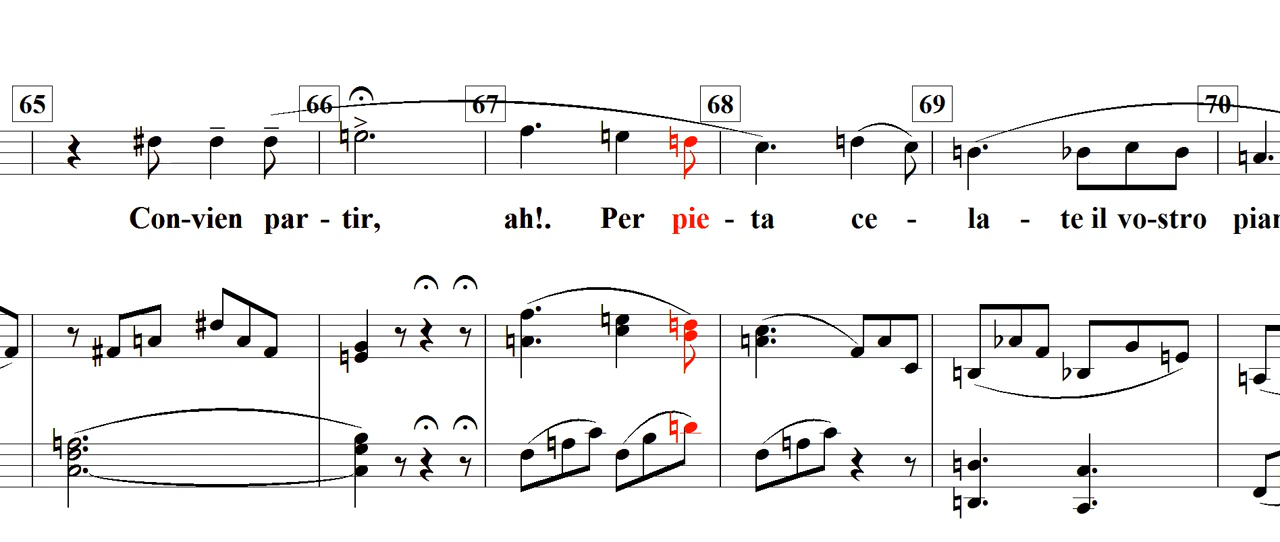 65 66 67 68 69 70
Con-vien par - tir, ah!. Per pie - ta ce - la - te il vo-stro